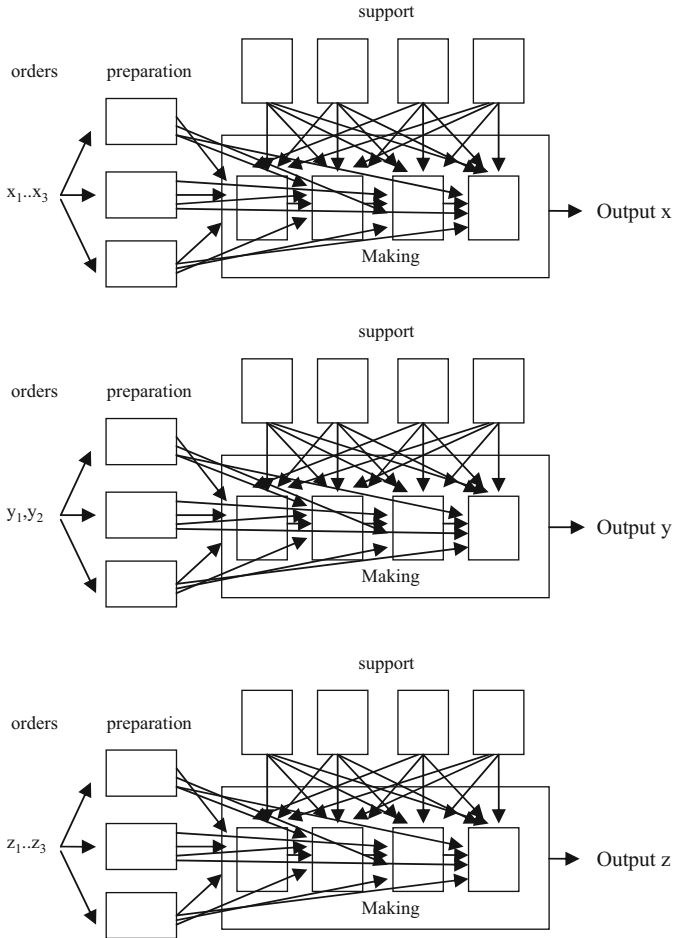 support
orders preparation
x₁..x₃
Output x
Making
support
orders preparation
y₁,y₂
Output y
Making
support
orders preparation
z₁..z₃
Output z
Making